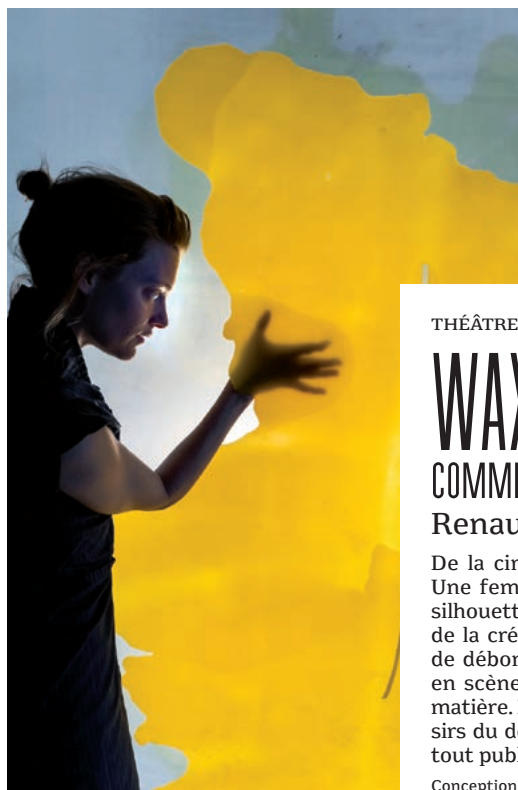 THÉÂTRE
WAX
COMM
Renau
De la cir
Une fem
silhouett
de la cré
de débor
en scène
matière.
sirs du d
tout publ
Conception